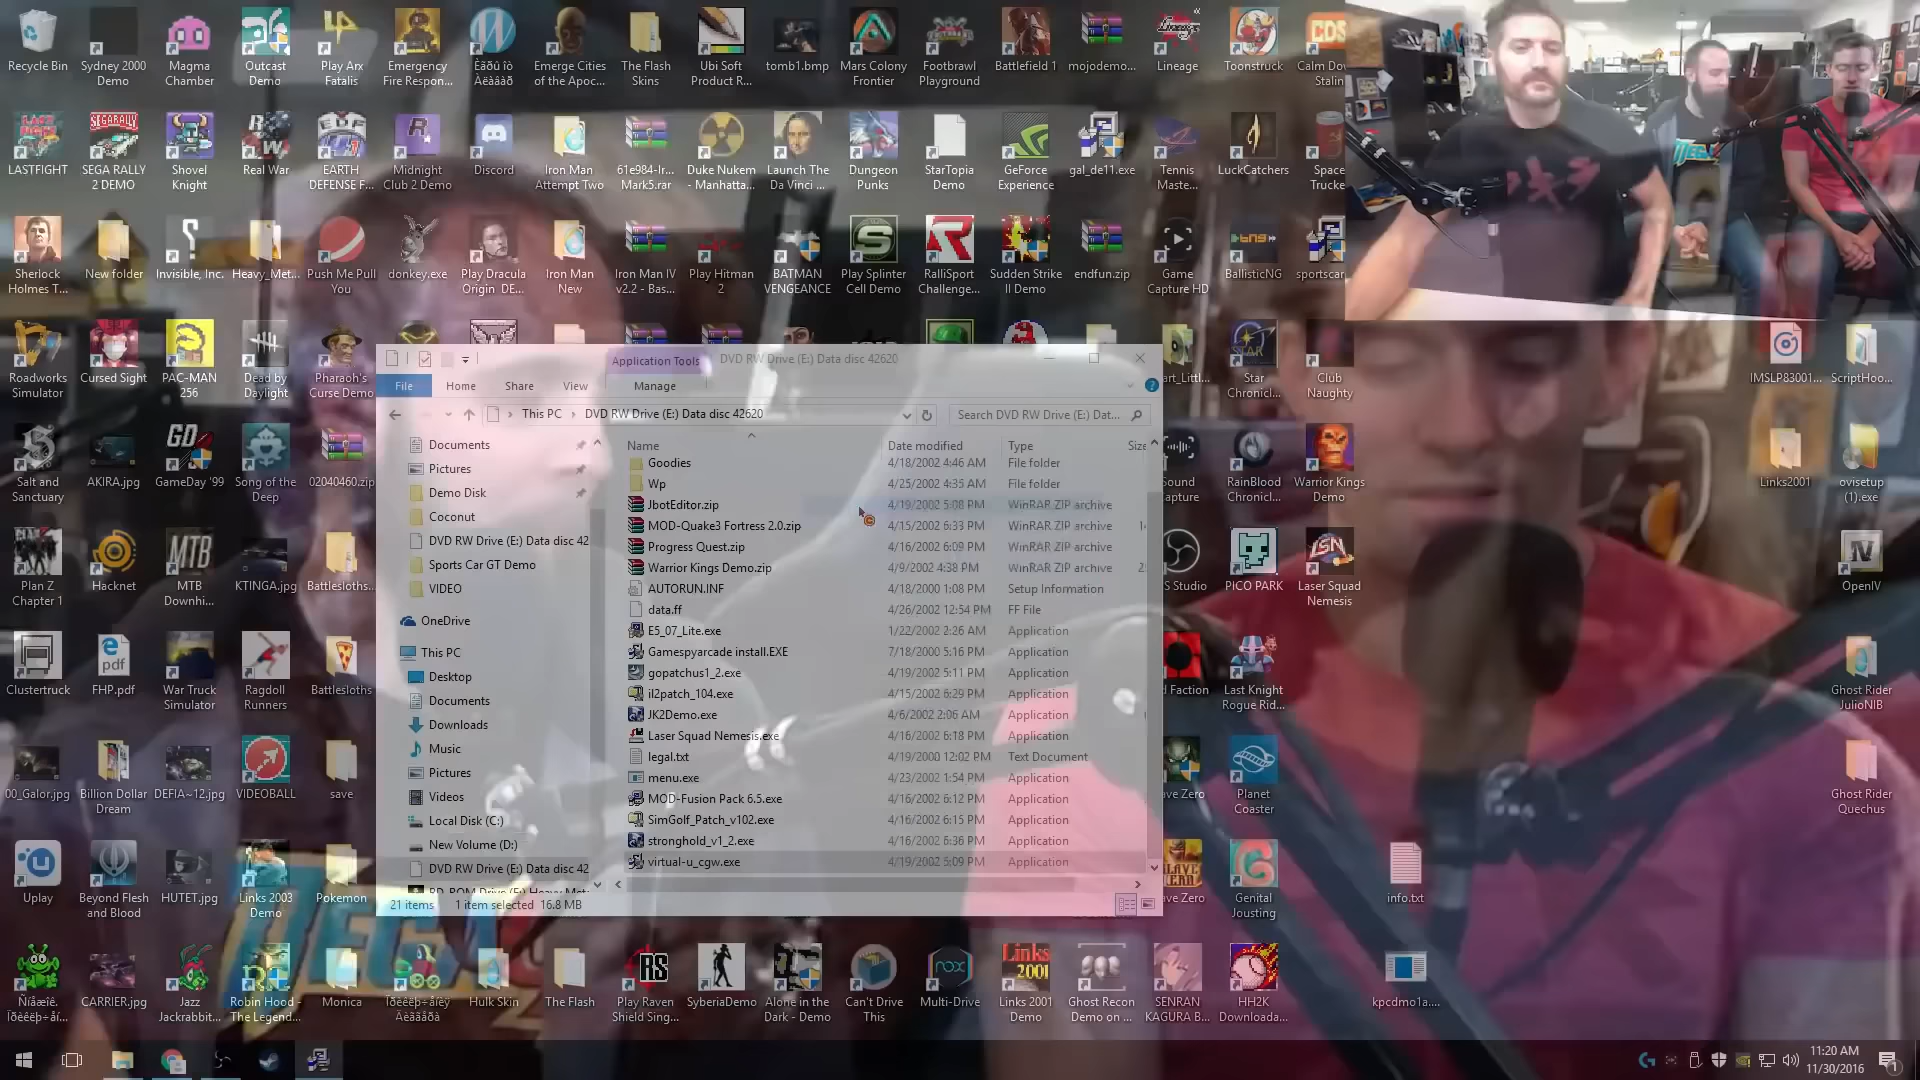 Recycle Bin
Sydney 2000
Demo
Magma
Chamber
Outcast
Demo
Play Arx
Fatalis
Emergency
Fire Respon...
Emerge Cities
of the Apoc...
The Flash
Skins
Ubi Soft
Product R...
tomb1.bmp
Mars Colony
Frontier
Footbrawl
Playground
Battlefield 1
mojodemo...
Lineage
Toonstruck
Calm Do
Stalin
LASTFIGHT
SEGA RALLY
2 DEMO
Shovel
Knight
Real War
EARTH
DEFENSE F...
Midnight
Club 2 Demo
Discord
Iron Man
Attempt Two
61e984-Ir...
Mark5.rar
Duke Nukem
- Manhatta...
Launch The
Da Vinci ...
Dungeon
Punks
StarTopia
Demo
GeForce
Experience
gal_de11.exe
Tennis
Maste...
LuckCatchers
Space
Trucke
Sherlock
Holmes T...
New folder
Invisible, Inc.
Heavy_Met...
Push Me Pull
You
donkey.exe
Play Dracula
Origin DE...
Iron Man
New
Iron Man IV
v2.2 - Bas...
Play Hitman
2
BATMAN
VENGEANCE
Play Splinter
Cell Demo
RalliSport
Challenge...
Sudden Strike
II Demo
endfun.zip
Game
Capture HD
BallisticNG
sportscar
Roadworks
Simulator
Cursed Sight
PAC-MAN
256
Dead by
Daylight
Pharaoh's
Curse Demo
art_Littl...
Star
Chronicl...
Club
Naughty
IMSLP83001...
ScriptHoo...
Application Tools
DVD RW Drive (E:) Data disc 42620
File
Home
Share
View
Manage
This PC
DVD RW Drive (E:) Data disc 42620
Search DVD RW Drive (E:) Dat...
Name
Date modified
Type
Size
Goodies 4/18/2002 4:46 AM File folder
Wp 4/25/2002 4:35 AM File folder
JbotEditor.zip 4/19/2002 5:08 PM WinRAR ZIP archive
MOD-Quake3 Fortress 2.0.zip 4/15/2002 6:33 PM WinRAR ZIP archive
Progress Quest.zip 4/16/2002 6:09 PM WinRAR ZIP archive
Warrior Kings Demo.zip 4/9/2002 4:38 PM WinRAR ZIP archive
AUTORUN.INF 4/18/2000 1:08 PM Setup Information
data.ff 4/26/2002 12:54 PM FF File
E5_07_Lite.exe 1/22/2002 2:26 AM Application
Gamespyarcade install.EXE 7/18/2000 5:16 PM Application
gopatchus1_2.exe 4/19/2002 5:11 PM Application
il2patch_104.exe 4/15/2002 6:29 PM Application
JK2Demo.exe 4/6/2002 2:06 AM Application
Laser Squad Nemesis.exe 4/16/2002 6:18 PM Application
legal.txt 4/19/2000 12:02 PM Text Document
menu.exe 4/23/2002 1:54 PM Application
MOD-Fusion Pack 6.5.exe 4/16/2002 6:12 PM Application
SimGolf_Patch_v102.exe 4/16/2002 6:15 PM Application
stronghold_v1_2.exe 4/16/2002 6:36 PM Application
virtual-u_cgw.exe 4/19/2002 5:09 PM Application
Documents
Pictures
Demo Disk
Coconut
DVD RW Drive (E:) Data disc 42
Sports Car GT Demo
VIDEO
OneDrive
This PC
Desktop
Documents
Downloads
Music
Pictures
Videos
Local Disk (C:)
New Volume (D:)
DVD RW Drive (E:) Data disc 42
21 items
1 item selected 16.8 MB
Salt and
Sanctuary
AKIRA.jpg
GameDay '99
Song of the
Deep
02040460.zip
Sound
apture
RainBlood
Chronicl...
Warrior Kings
Demo
Links2001
ovisetup
(1).exe
Plan Z
Chapter 1
Hacknet
MTB
Downhi...
KTINGA.jpg
Battlesloths...
S Studio
PICO PARK
Laser Squad
Nemesis
OpenIV
Clustertruck
FHP.pdf
War Truck
Simulator
Ragdoll
Runners
Battlesloths
d Faction
Last Knight
Rogue Rid...
Ghost Rider
JulioNIB
00_Galor.jpg
Billion Dollar
Dream
DEFIA~12.jpg
VIDEOBALL
save
ave Zero
Planet
Coaster
Ghost Rider
Quechus
Uplay
Beyond Flesh
and Blood
HUTET.jpg
Links 2003
Demo
Pokemon
ave Zero
Genital
Jousting
info.txt
CARRIER.jpg
Jazz
Jackrabbit...
Robin Hood -
The Legend...
Monica
Hulk Skin
The Flash
Play Raven
Shield Sing...
SyberiaDemo
Alone in the
Dark - Demo
Can't Drive
This
Multi-Drive
Links 2001
Demo
Ghost Recon
Demo on ...
SENRAN
KAGURA B...
HH2K
Downloada...
kpcdmo1a....
11:20 AM
11/30/2016